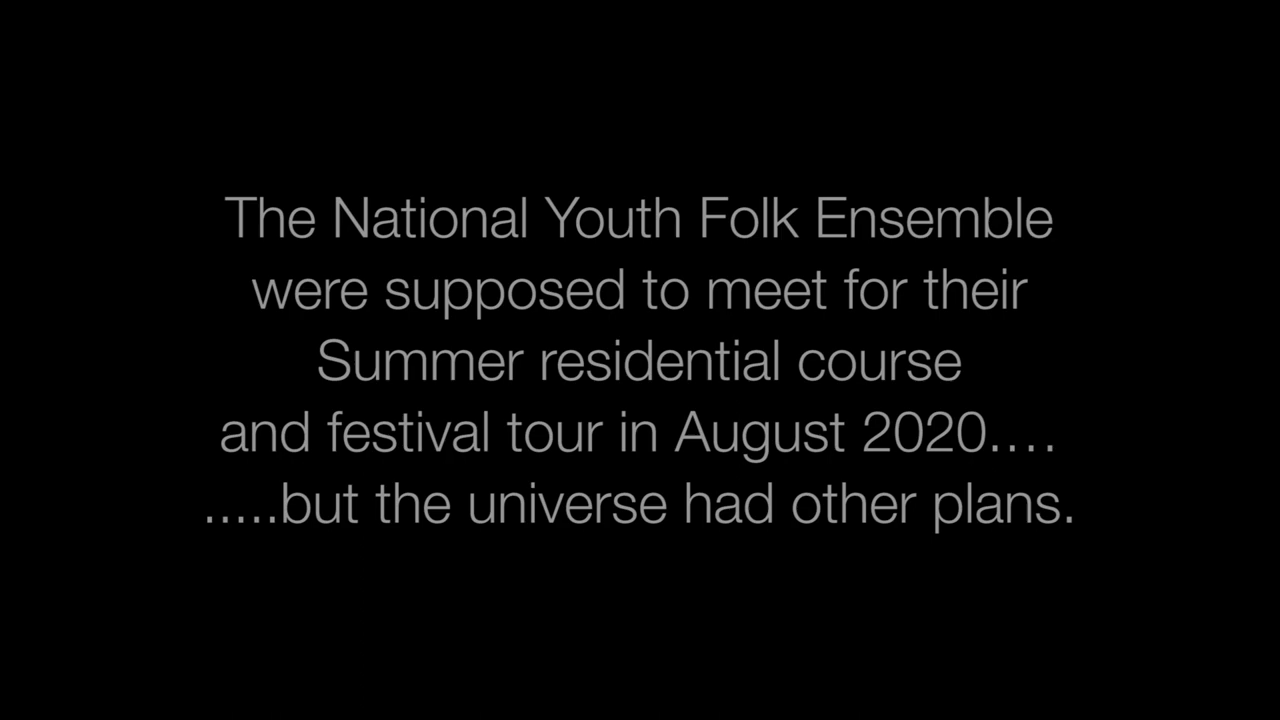 The National Youth Folk Ensemble
were supposed to meet for their
Summer residential course
and festival tour in August 2020....
.....but the universe had other plans.